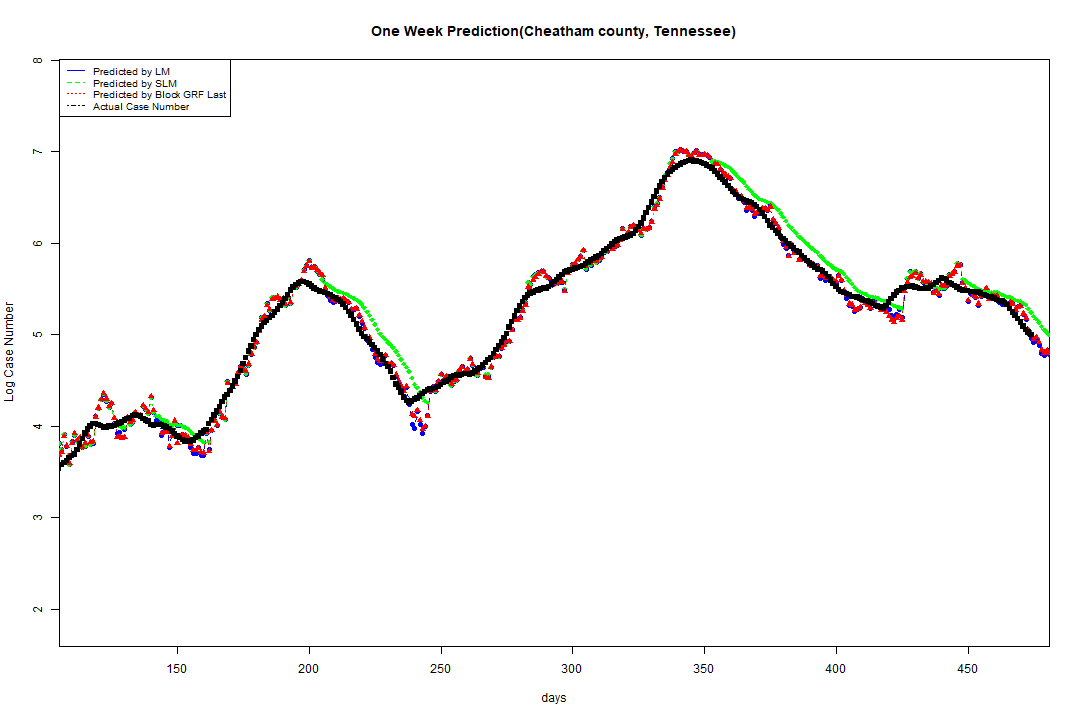 One Week Prediction(Cheatham county, Tennessee)
Predicted by LM
Predicted by SLM
Predicted by Block GRF Last
Actual Case Number
8
7
6
5
4
3
2
Log Case Number
150 200 250 300 350 400 450
days